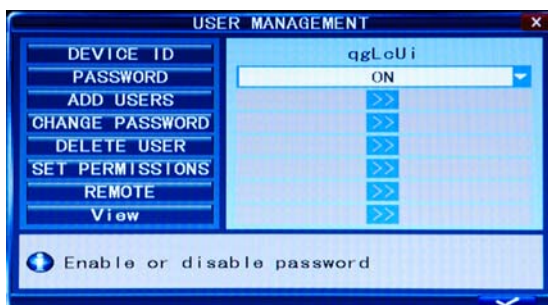 USER MANAGEMENT
DEVICE ID qgLcUi
PASSWORD ON
ADD USERS >>
CHANGE PASSWORD >>
DELETE USER >>
SET PERMISSIONS >>
REMOTE >>
View >>
Enable or disable password